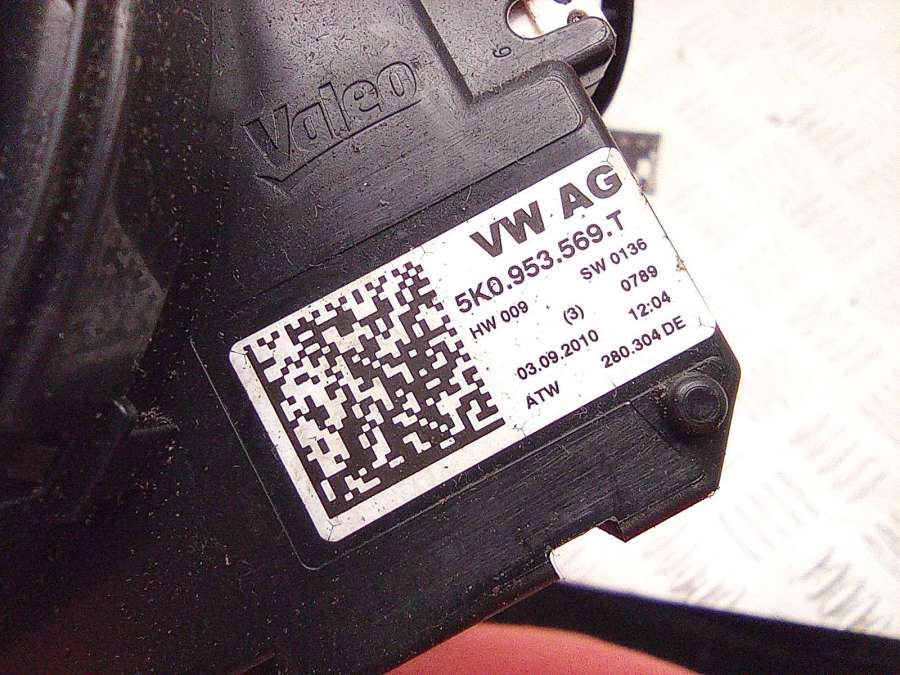 6
Valeo
VW AG
5K0.953.569.T
HW 009 SW 0136
(3) 0789
03.09.2010 12:04
ATW 280.304 DE